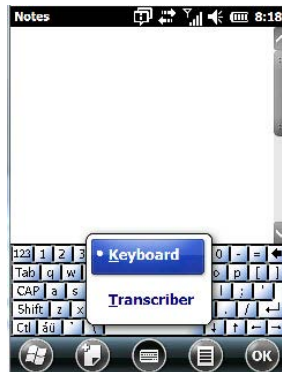 Notes 8:18
Keyboard
Transcriber
123 1 2 3 0 - =
Tab q w p [ ]
CAP a s ; '
Shift z x . /
Ctl áü ` \
OK